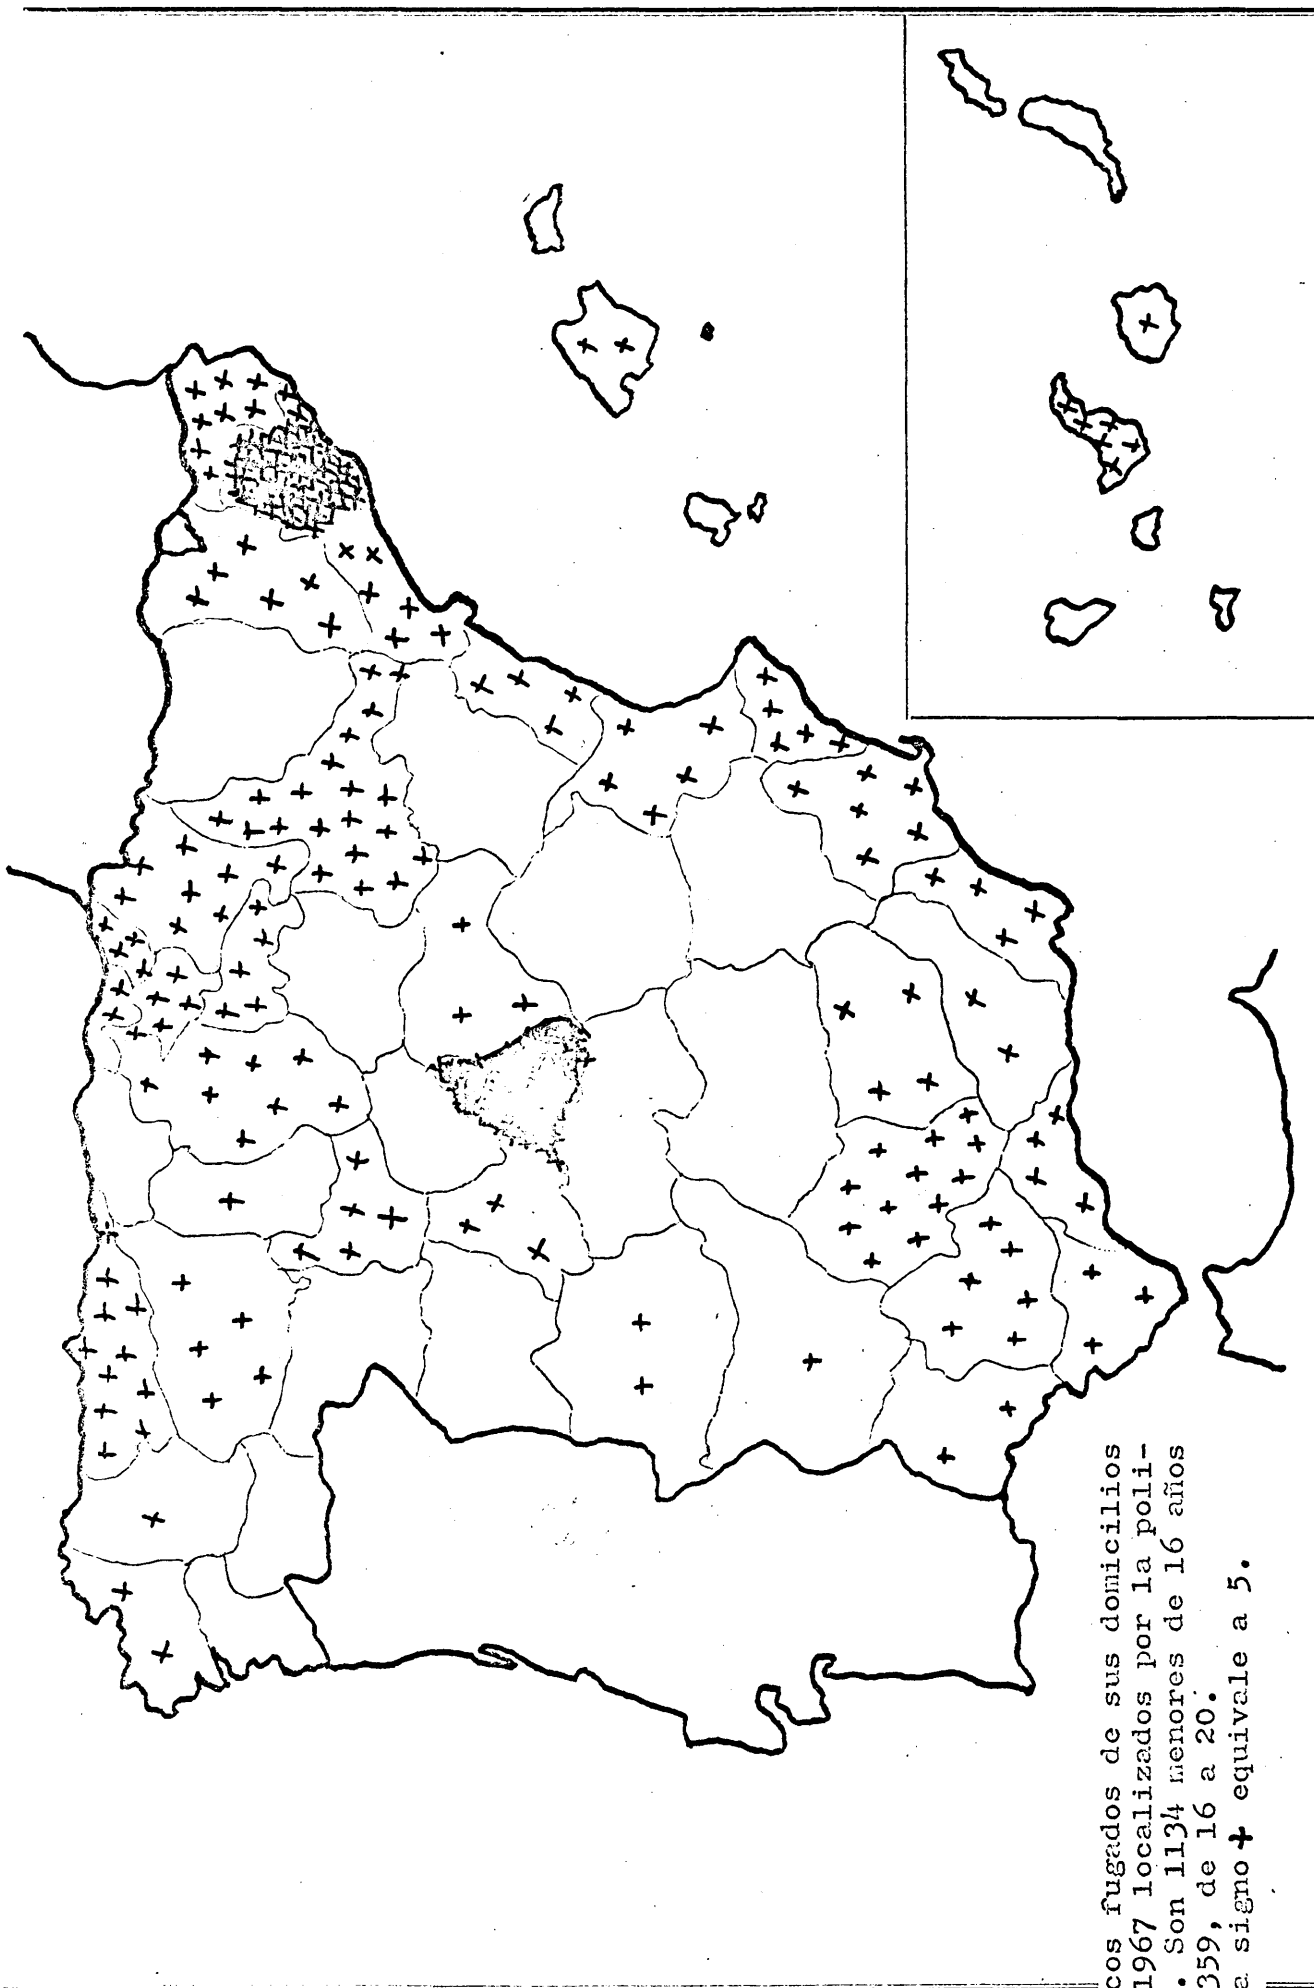 cos fugados de sus domicilios
1967 localizados por la poli-
. Son 1134 menores de 16 años
359, de 16 a 20.
a signo + equivale a 5.